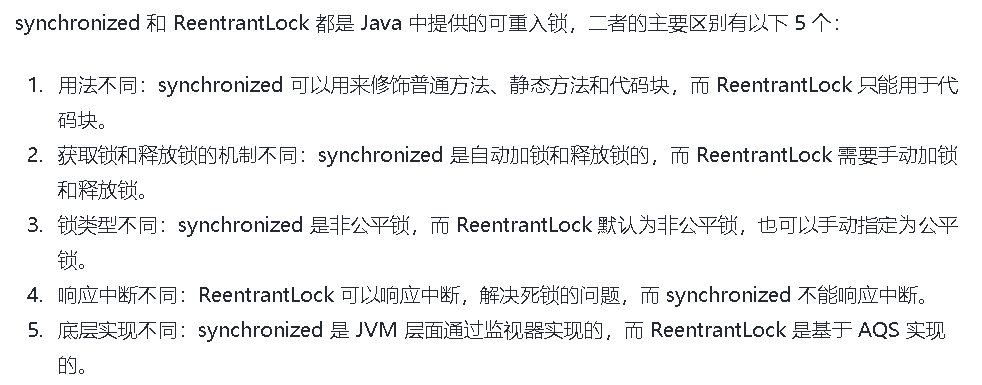 synchronized 和 ReentrantLock 都是 Java 中提供的可重入锁，二者的主要区别有以下 5 个：
1. 用法不同：synchronized 可以用来修饰普通方法、静态方法和代码块，而 ReentrantLock 只能用于代
码块。
2. 获取锁和释放锁的机制不同：synchronized 是自动加锁和释放锁的，而 ReentrantLock 需要手动加锁
和释放锁。
3. 锁类型不同：synchronized 是非公平锁，而 ReentrantLock 默认为非公平锁，也可以手动指定为公平
锁。
4. 响应中断不同：ReentrantLock 可以响应中断，解决死锁的问题，而 synchronized 不能响应中断。
5. 底层实现不同：synchronized 是 JVM 层面通过监视器实现的，而 ReentrantLock 是基于 AQS 实现
的。